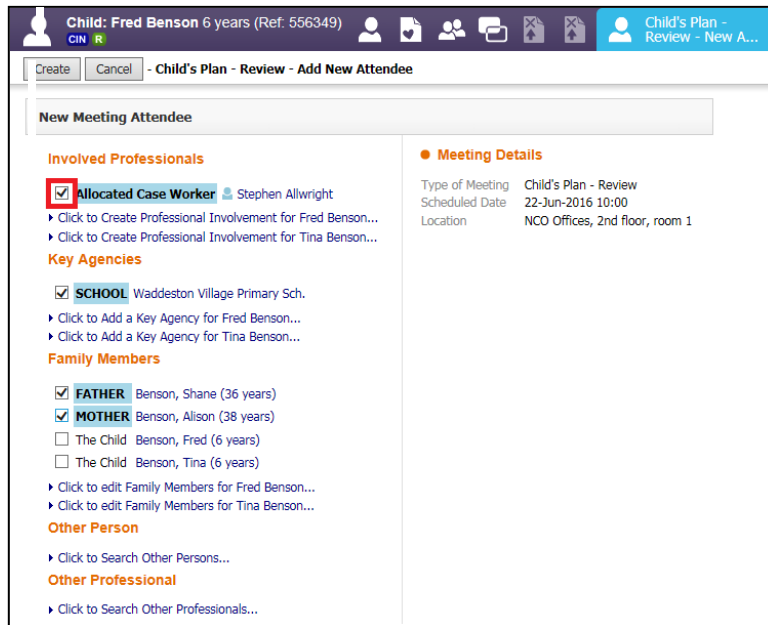 Child: Fred Benson 6 years (Ref: 556349)
CIN R
Child's Plan -
Review - New A...
Create Cancel - Child's Plan - Review - Add New Attendee
New Meeting Attendee
Involved Professionals
Allocated Case Worker Stephen Allwright
Click to Create Professional Involvement for Fred Benson...
Click to Create Professional Involvement for Tina Benson...
Key Agencies
SCHOOL Waddeston Village Primary Sch.
Click to Add a Key Agency for Fred Benson...
Click to Add a Key Agency for Tina Benson...
Family Members
FATHER Benson, Shane (36 years)
MOTHER Benson, Alison (38 years)
The Child Benson, Fred (6 years)
The Child Benson, Tina (6 years)
Click to edit Family Members for Fred Benson...
Click to edit Family Members for Tina Benson...
Other Person
Click to Search Other Persons...
Other Professional
Click to Search Other Professionals...
Meeting Details
Type of Meeting Child's Plan - Review
Scheduled Date 22-Jun-2016 10:00
Location NCO Offices, 2nd floor, room 1